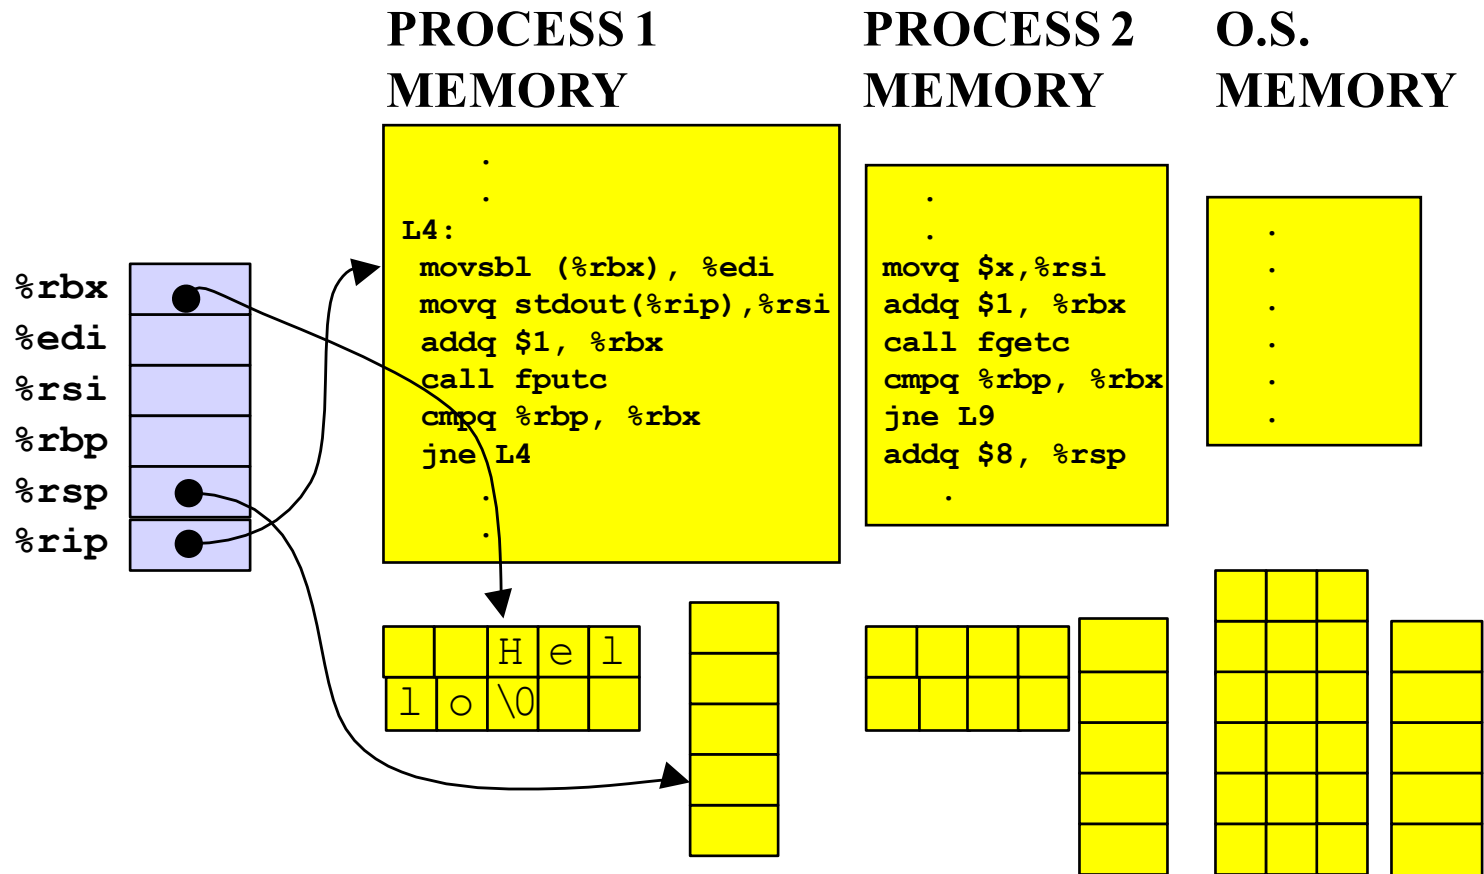 PROCESS 1
MEMORY
PROCESS 2
MEMORY
O.S.
MEMORY
%rbx
%edi
%rsi
%rbp
%rsp
%rip
.
.
L4:
movsbl (%rbx), %edi
movq stdout(%rip),%rsi
addq $1, %rbx
call fputc
cmpq %rbp, %rbx
jne L4
.
.
.
.
movq $x,%rsi
addq $1, %rbx
call fgetc
cmpq %rbp, %rbx
jne L9
addq $8, %rsp
.
.
.
.
.
.
.
H e l
l o \0